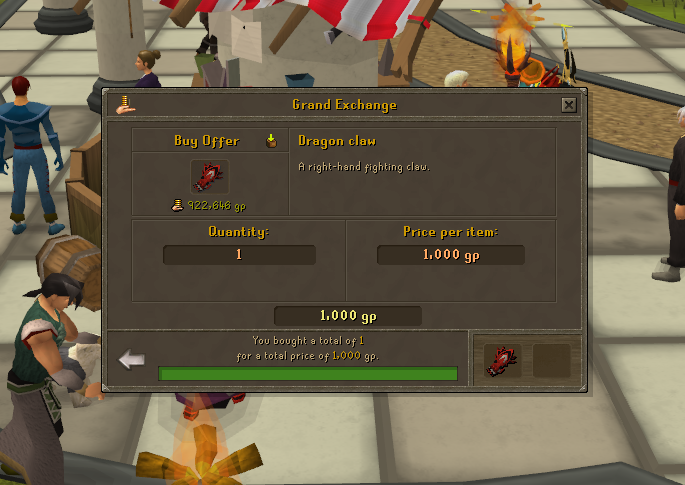 Grand Exchange
Buy Offer
Dragon claw
A right-hand fighting claw.
922,646 gp
Quantity:
Price per item:
1
1,000 gp
1,000 gp
You bought a total of 1
for a total price of 1,000 gp.